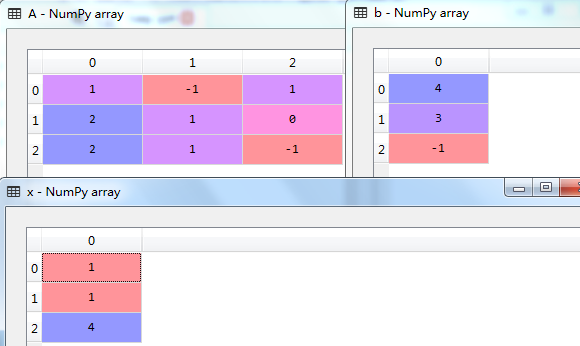 A - NumPy array
0 1 2
0 1 -1 1
1 2 1 0
2 2 1 -1
b - NumPy array
0
0 4
1 3
2 -1
x - NumPy array
0
0 1
1 1
2 4